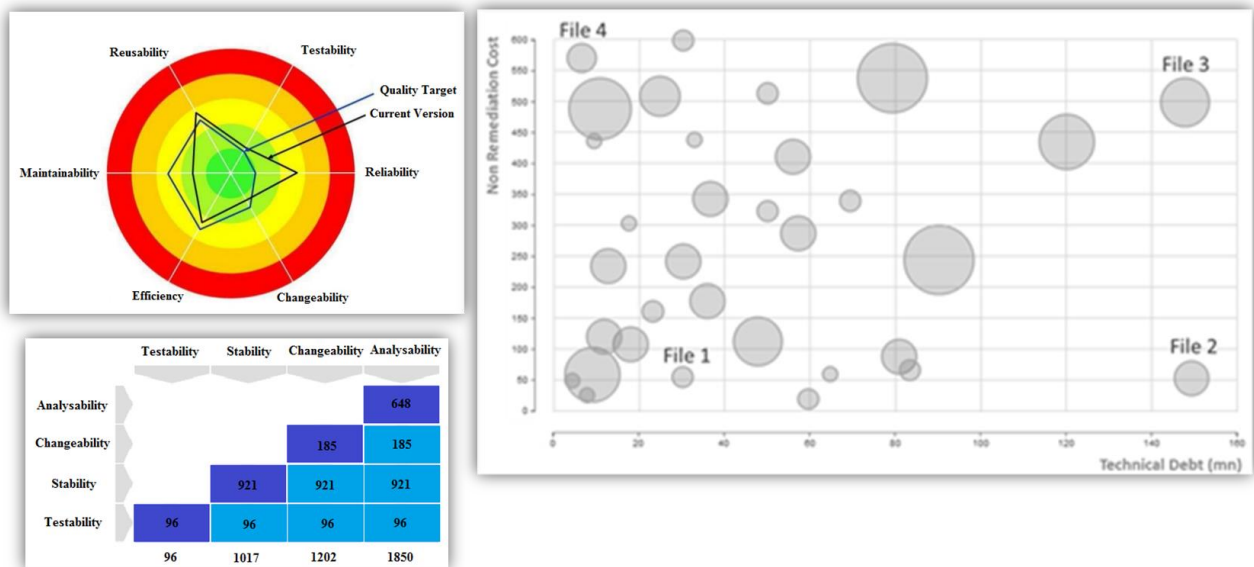 Reusability
Testability
Quality Target
Current Version
Maintainability
Reliability
Efficiency
Changeability
Testability Stability Changeability Analysability
Analysability 648
Changeability 185 185
Stability 921 921 921
Testability 96 96 96 96
96 1017 1202 1850
Non Remediation Cost
600
550
500
450
400
350
300
250
200
150
100
50
0
File 4
File 3
File 1
File 2
0 20 40 60 80 100 120 140 160
Technical Debt (mn)